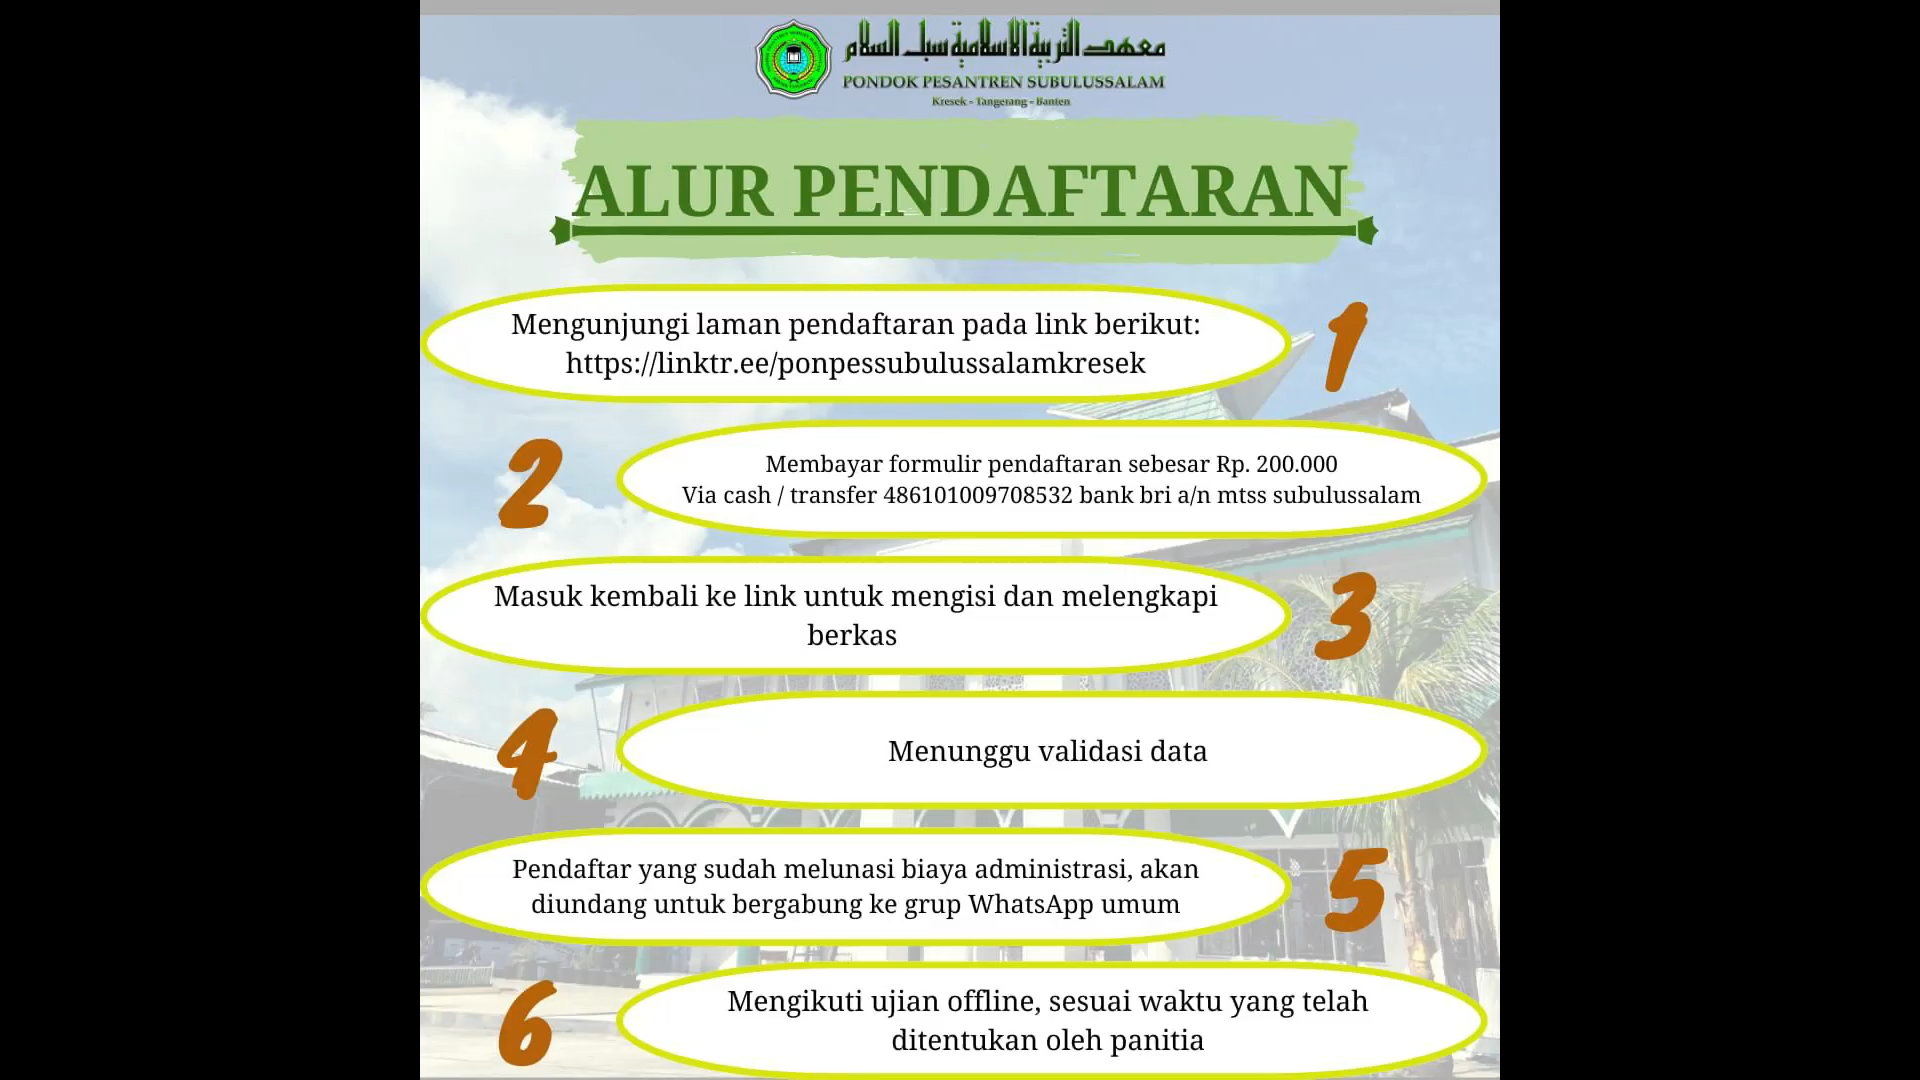 معهد التربية الاسلامية سبل السلام
PONDOK PESANTREN SUBULUSSALAM
Kresek - Tangerang - Banten
ALUR PENDAFTARAN
Mengunjungi laman pendaftaran pada link berikut:
https://linktr.ee/ponpessubulussalamkresek
1
2
Membayar formulir pendaftaran sebesar Rp. 200.000
Via cash / transfer 486101009708532 bank bri a/n mtss subulussalam
Masuk kembali ke link untuk mengisi dan melengkapi
berkas
3
4
Menunggu validasi data
Pendaftar yang sudah melunasi biaya administrasi, akan
diundang untuk bergabung ke grup WhatsApp umum
5
6
Mengikuti ujian offline, sesuai waktu yang telah
ditentukan oleh panitia